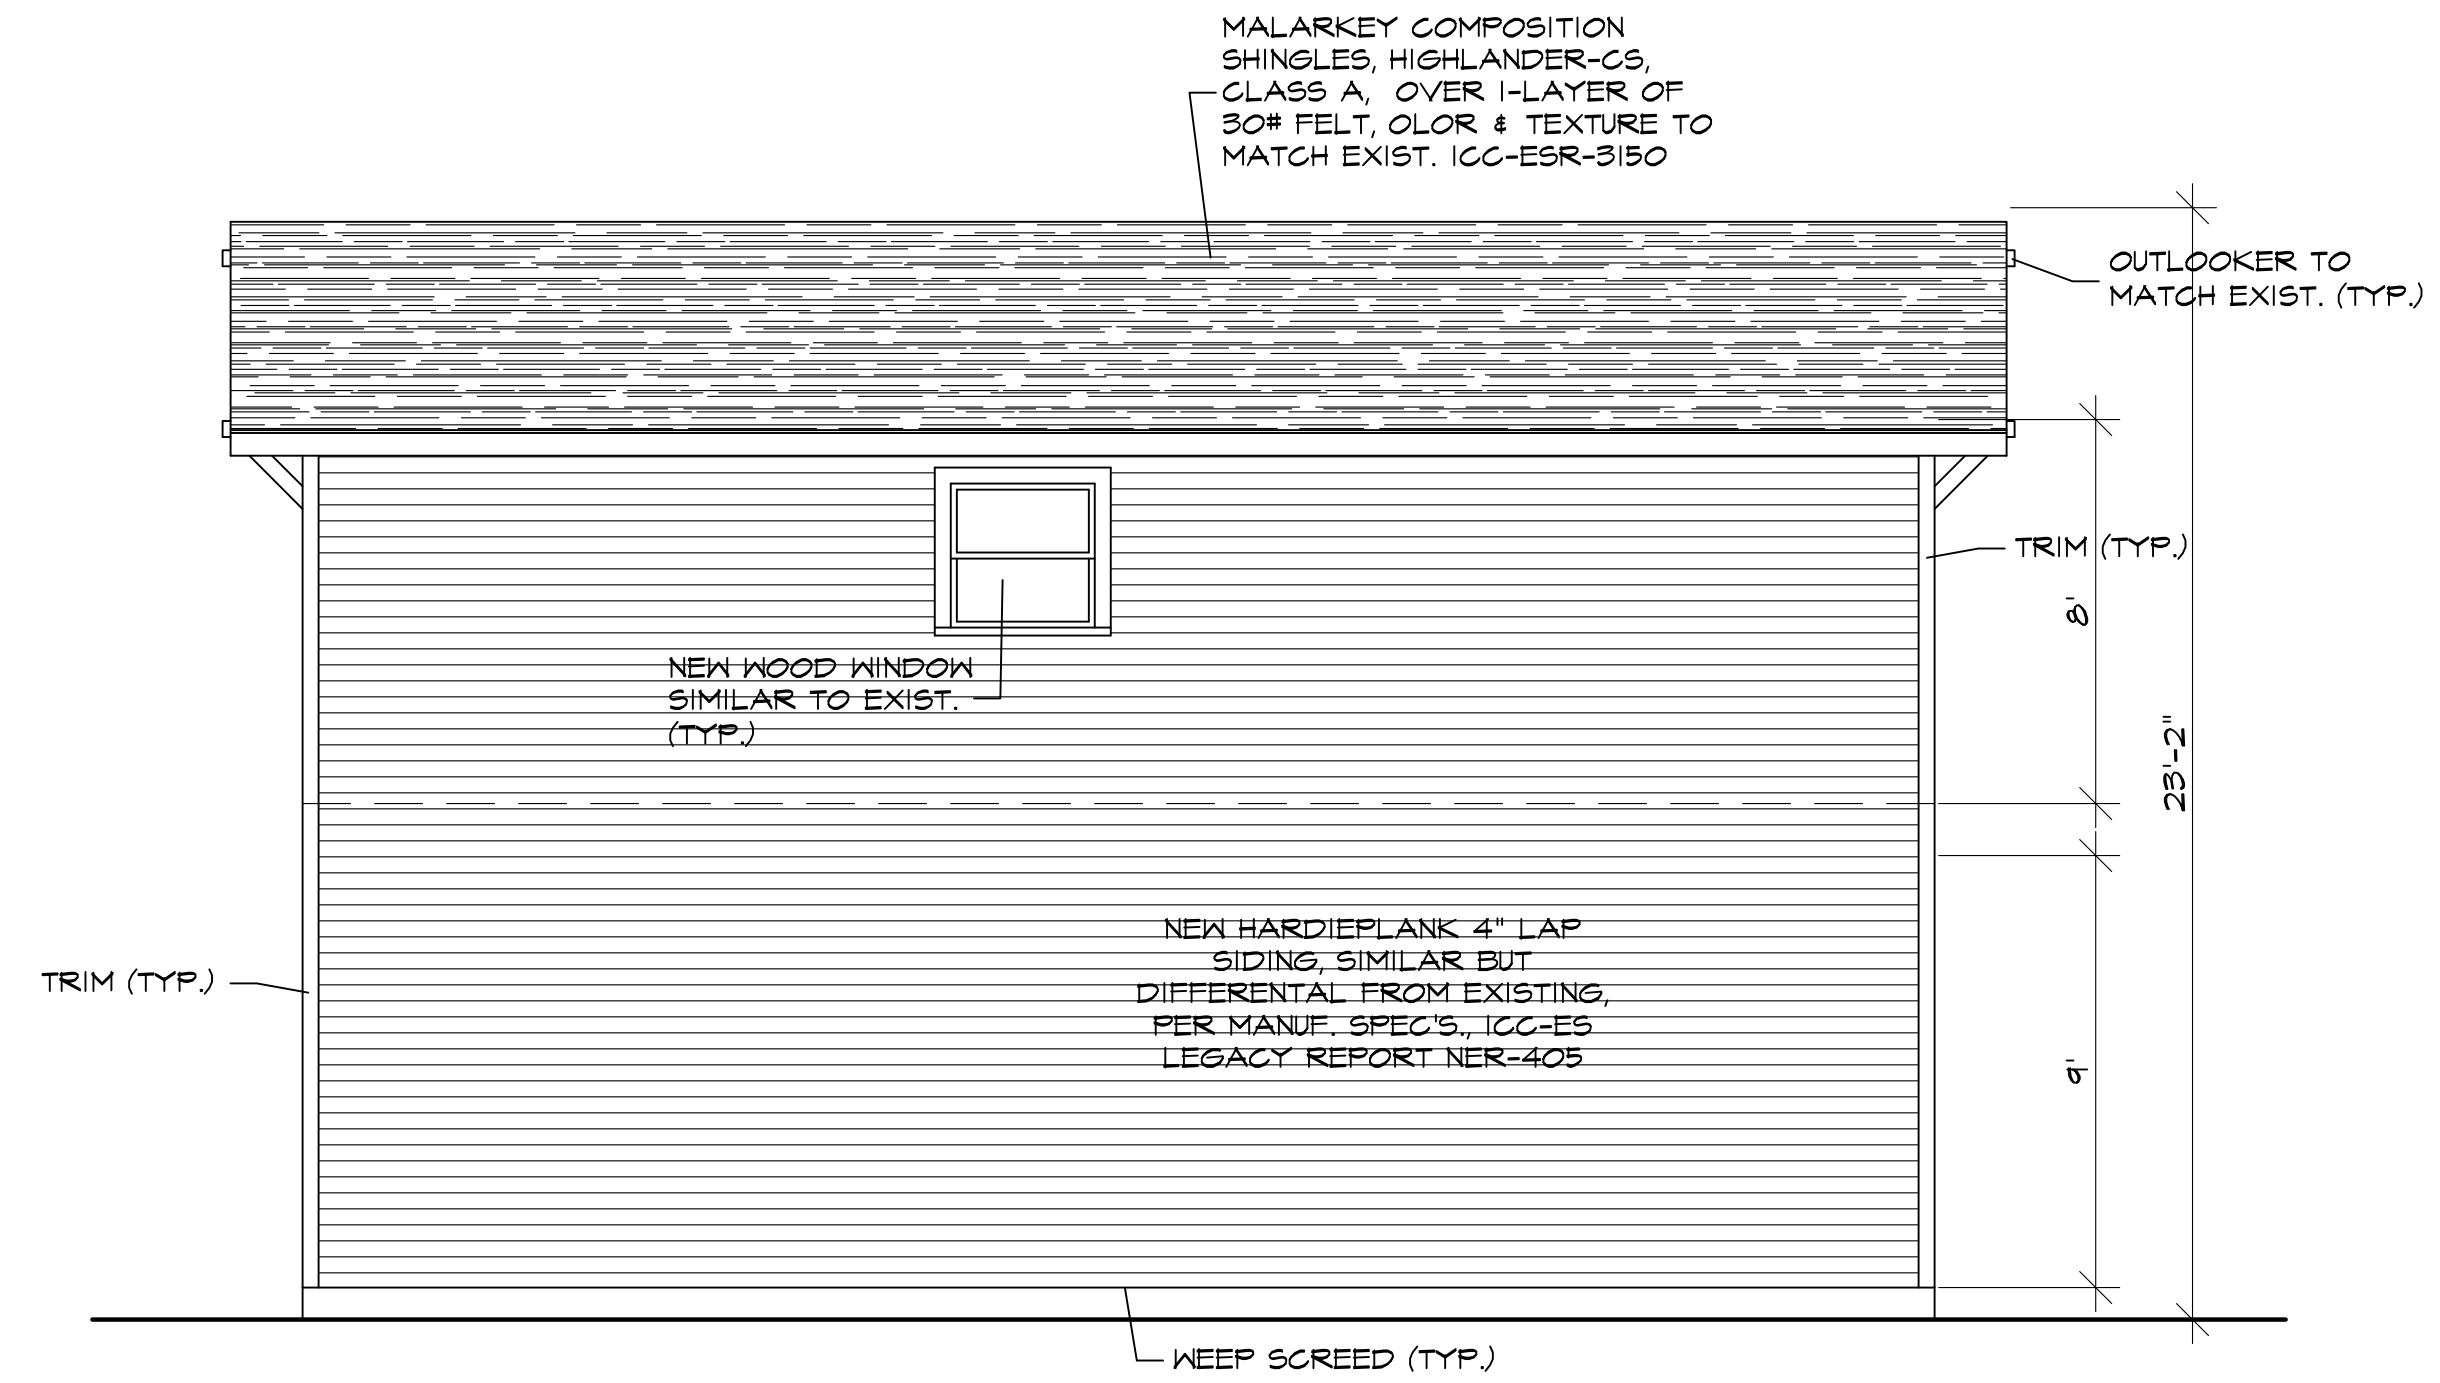 MALARKEY COMPOSITION
SHINGLES, HIGHLANDER-CS,
CLASS A, OVER 1-LAYER OF
30# FELT, OLOR & TEXTURE TO
MATCH EXIST. ICC-ESR-3150
OUTLOOKER TO
MATCH EXIST. (TYP.)
TRIM (TYP.)
8'
NEW WOOD WINDOW
SIMILAR TO EXIST.
(TYP.)
23'-2"
NEW HARDIEPLANK 4" LAP
SIDING, SIMILAR BUT
DIFFERENTAL FROM EXISTING,
PER MANUF. SPEC'S., ICC-ES
LEGACY REPORT NER-405
TRIM (TYP.)
9'
WEEP SCREED (TYP.)